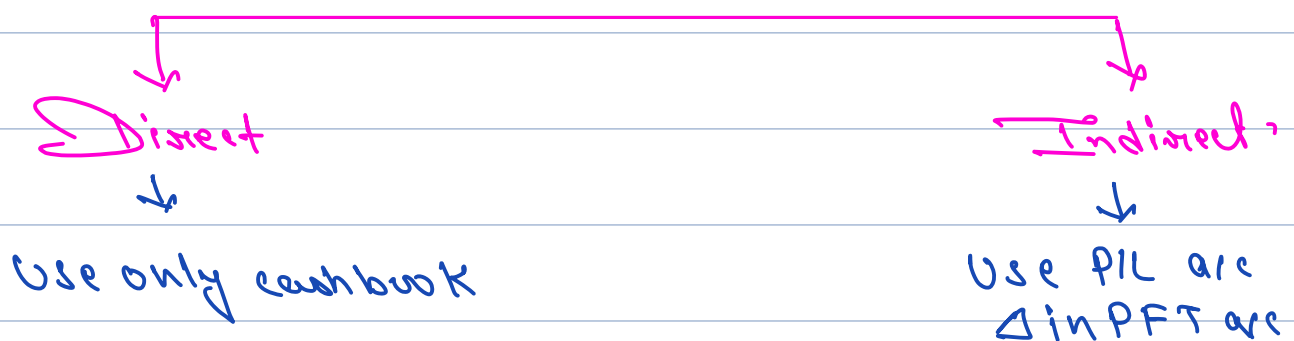 Direct
Indirect
Use only cashbook
Use P/L a/c
Δ in PFT a/c